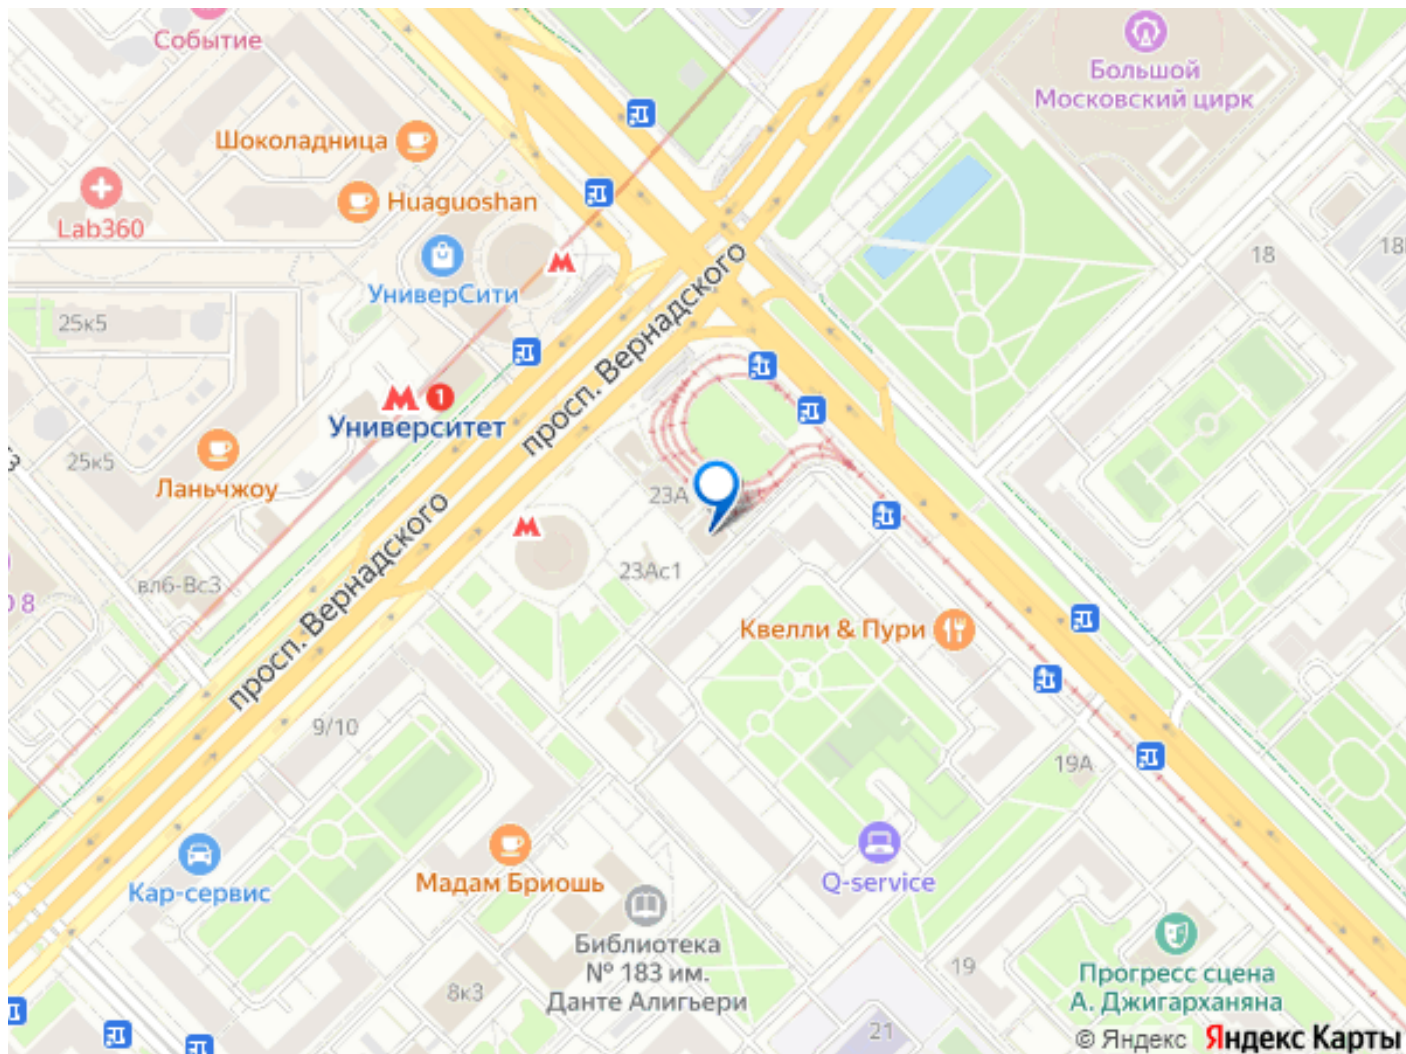 Событие
Большой
Московский цирк
Шоколадница
Huaguoshan
Lab360
18
УниверСити
просп. Вернадского
25к5
1
Университет
25к5
Ланьчжоу
23А
просп. Вернадского
23Ас1
вл6-Вс3
8
Квелли & Пури
9/10
19А
Кар-сервис
Мадам Бриошь
Q-service
Библиотека
№ 183 им.
Данте Алигьери
19
Прогресс сцена
А. Джигарханяна
8к3
21
© Яндекс Яндекс Карты